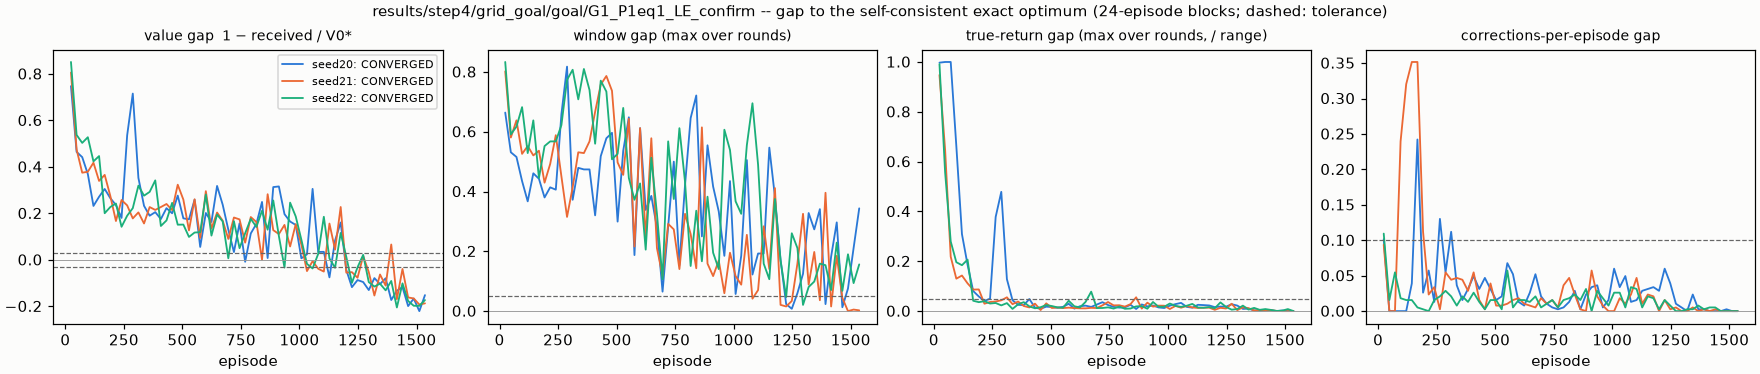 results/step4/grid_goal/goal/G1_P1eq1_LE_confirm -- gap to the self-consistent exact optimum (24-episode blocks; dashed: tolerance)
value gap 1 − received / V0*
seed20: CONVERGED
seed21: CONVERGED
seed22: CONVERGED
0.8
0.6
0.4
0.2
0.0
−0.2
0 250 500 750 1000 1250 1500
episode
window gap (max over rounds)
0.8
0.6
0.4
0.2
0.0
0 250 500 750 1000 1250 1500
episode
true-return gap (max over rounds, / range)
1.0
0.8
0.6
0.4
0.2
0.0
0 250 500 750 1000 1250 1500
episode
corrections-per-episode gap
0.35
0.30
0.25
0.20
0.15
0.10
0.05
0.00
0 250 500 750 1000 1250 1500
episode